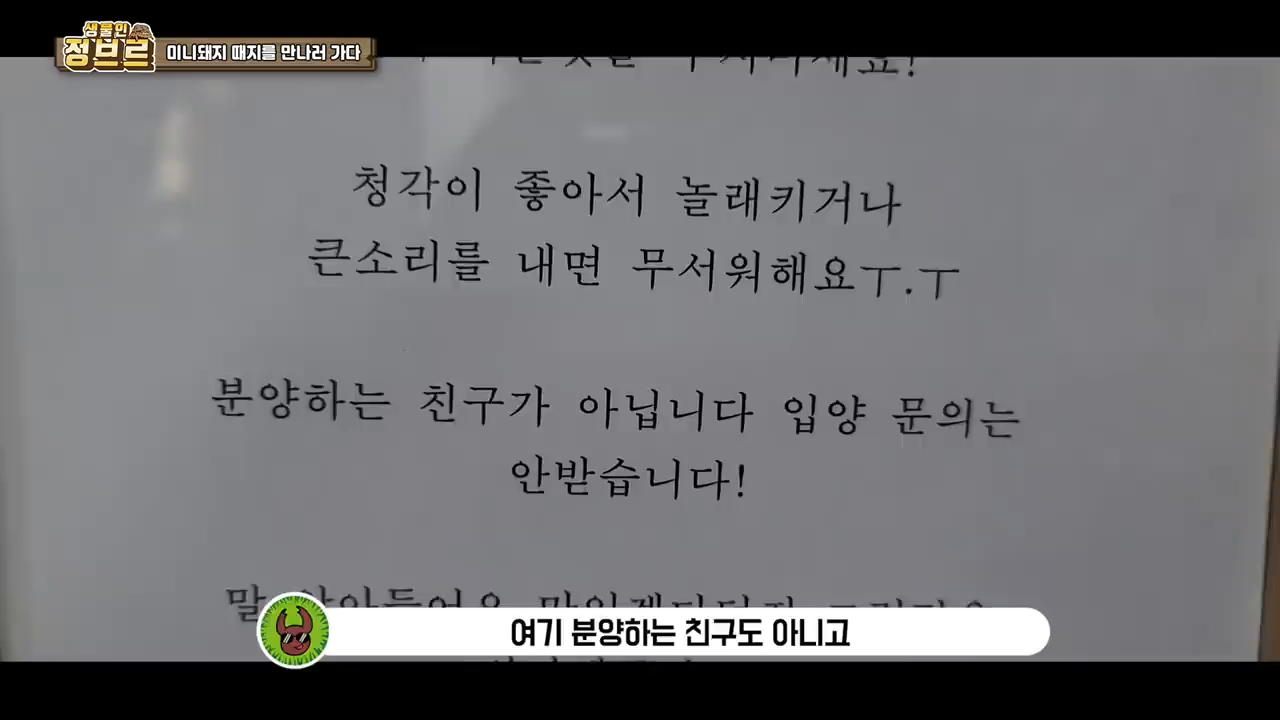 생물인
정브르
미니돼지 때지를 만나러 가다
청각이 좋아서 놀래키거나
큰소리를 내면 무서워해요ㅜ.ㅜ
분양하는 친구가 아닙니다 입양 문의는
안받습니다!
말
여기 분양하는 친구도 아니고